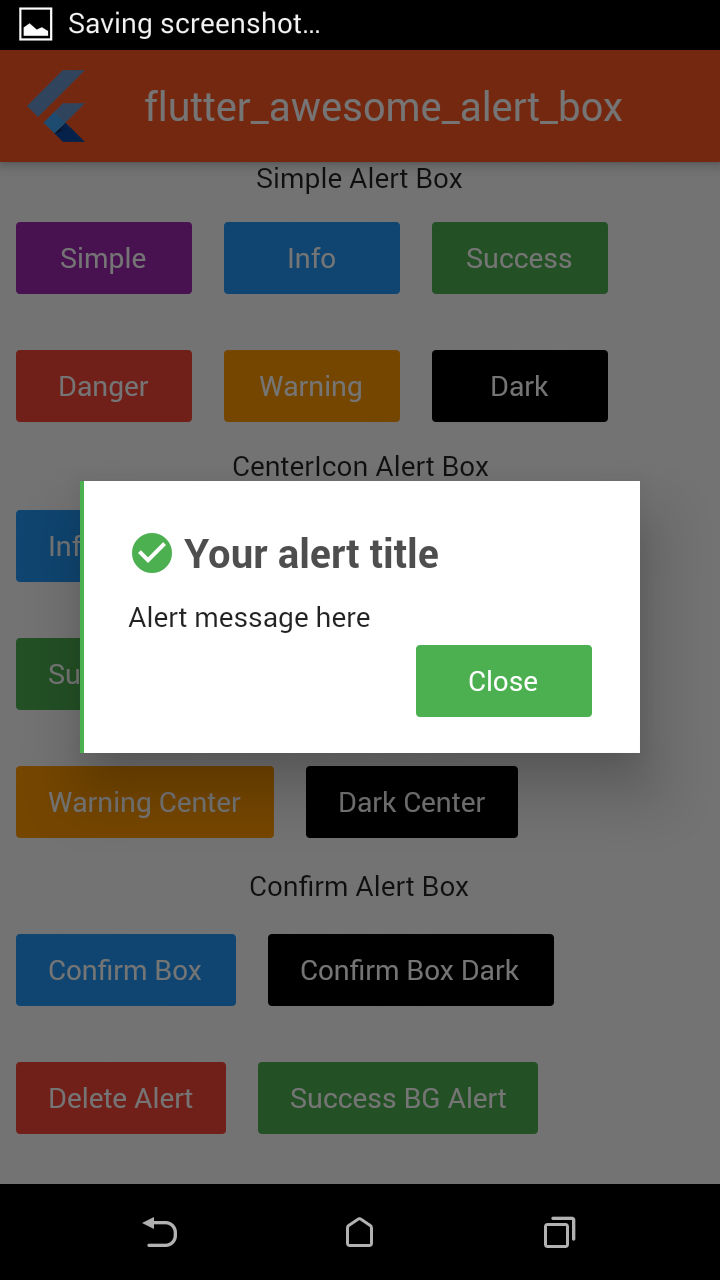 Saving screenshot...
flutter_awesome_alert_box
Simple Alert Box
Simple Info Success
Danger Warning Dark
CenterIcon Alert Box
Inf
Your alert title
Alert message here
Su
Close
Warning Center Dark Center
Confirm Alert Box
Confirm Box Confirm Box Dark
Delete Alert Success BG Alert